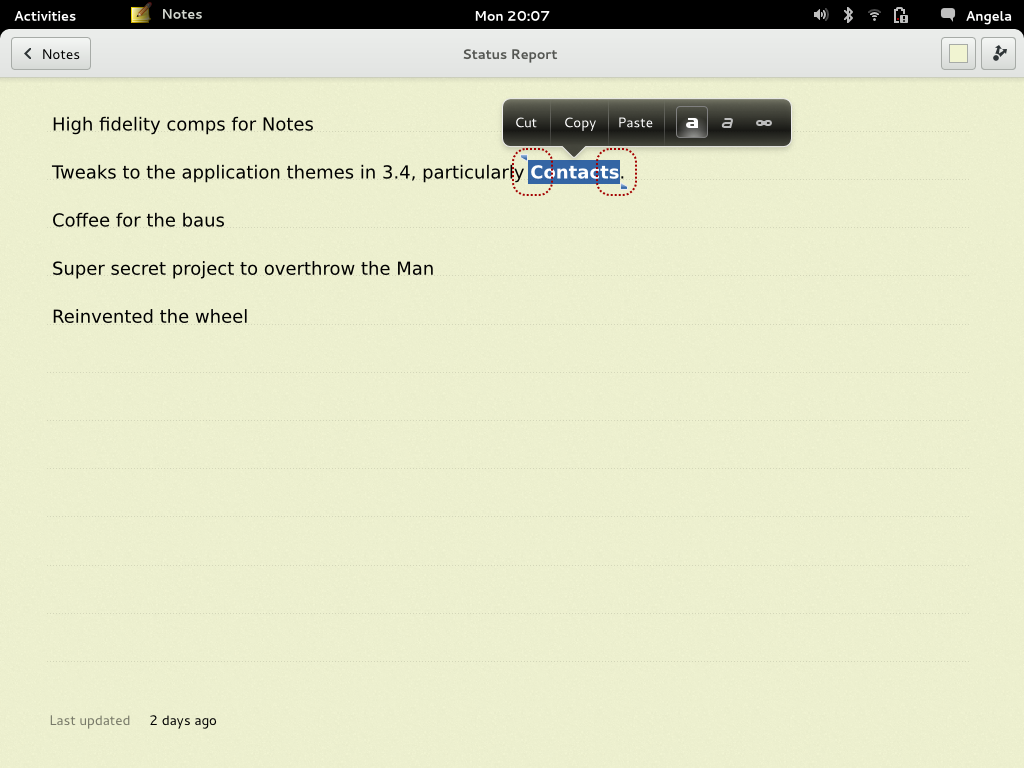 Activities Notes Mon 20:07 Angela
Notes Status Report
Cut Copy Paste a a
High fidelity comps for Notes
Tweaks to the application themes in 3.4, particularly Contacts.
Coffee for the baus
Super secret project to overthrow the Man
Reinvented the wheel
Last updated 2 days ago